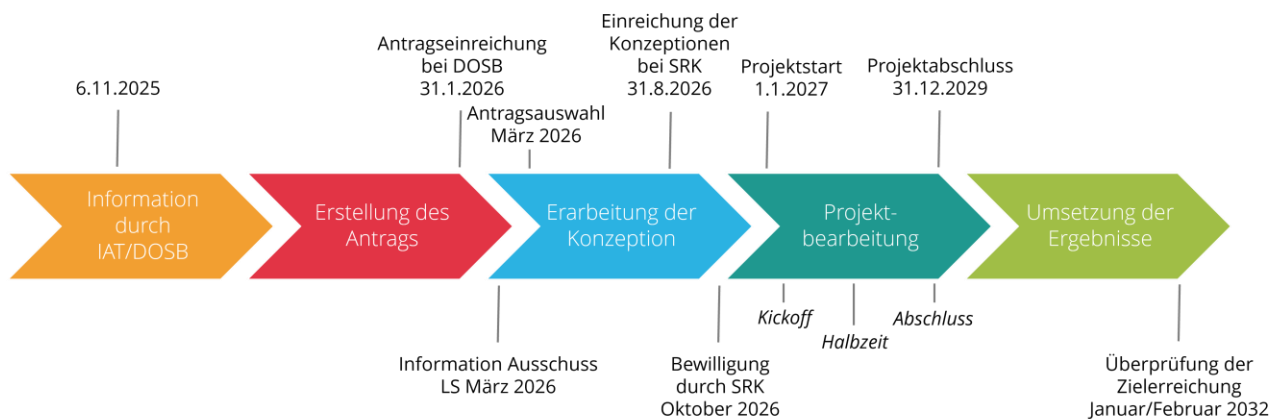 6.11.2025
Antragseinreichung
bei DOSB
31.1.2026
Antragsauswahl
März 2026
Einreichung der
Konzeptionen
bei SRK
31.8.2026
Projektstart
1.1.2027
Projektabschluss
31.12.2029
Information
durch
IAT/DOSB
Erstellung des
Antrags
Erarbeitung der
Konzeption
Projekt-
bearbeitung
Umsetzung der
Ergebnisse
Information Ausschuss
LS März 2026
Bewilligung
durch SRK
Oktober 2026
Kickoff
Halbzeit
Abschluss
Überprüfung der
Zielerreichung
Januar/Februar 2032